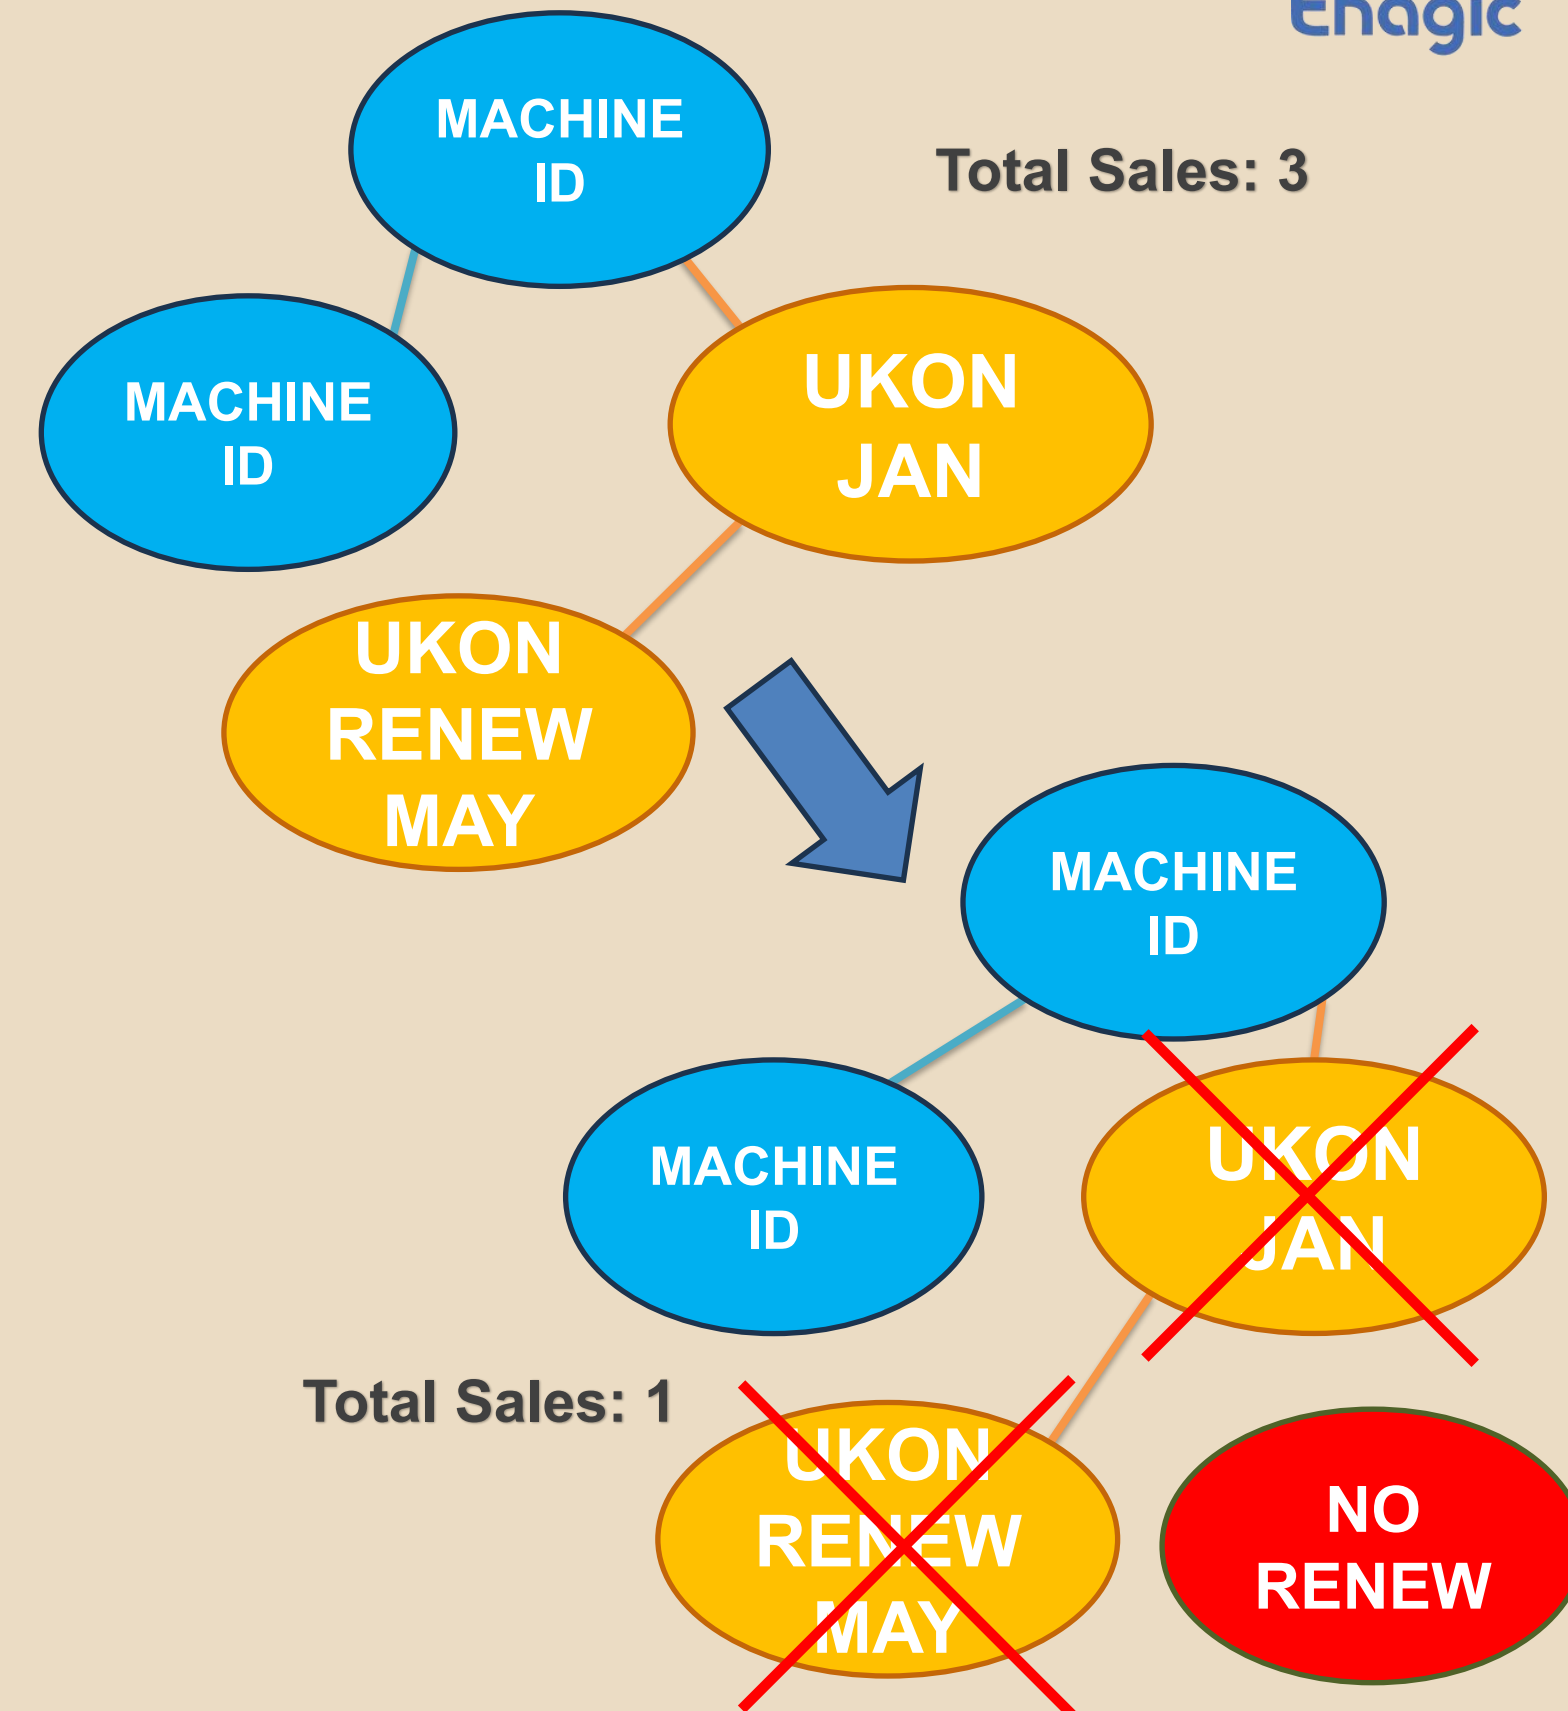 Enagic
MACHINE
ID
Total Sales: 3
MACHINE
ID
UKON
JAN
UKON
RENEW
MAY
MACHINE
ID
MACHINE
ID
UKON
JAN
Total Sales: 1
UKON
RENEW
MAY
NO
RENEW